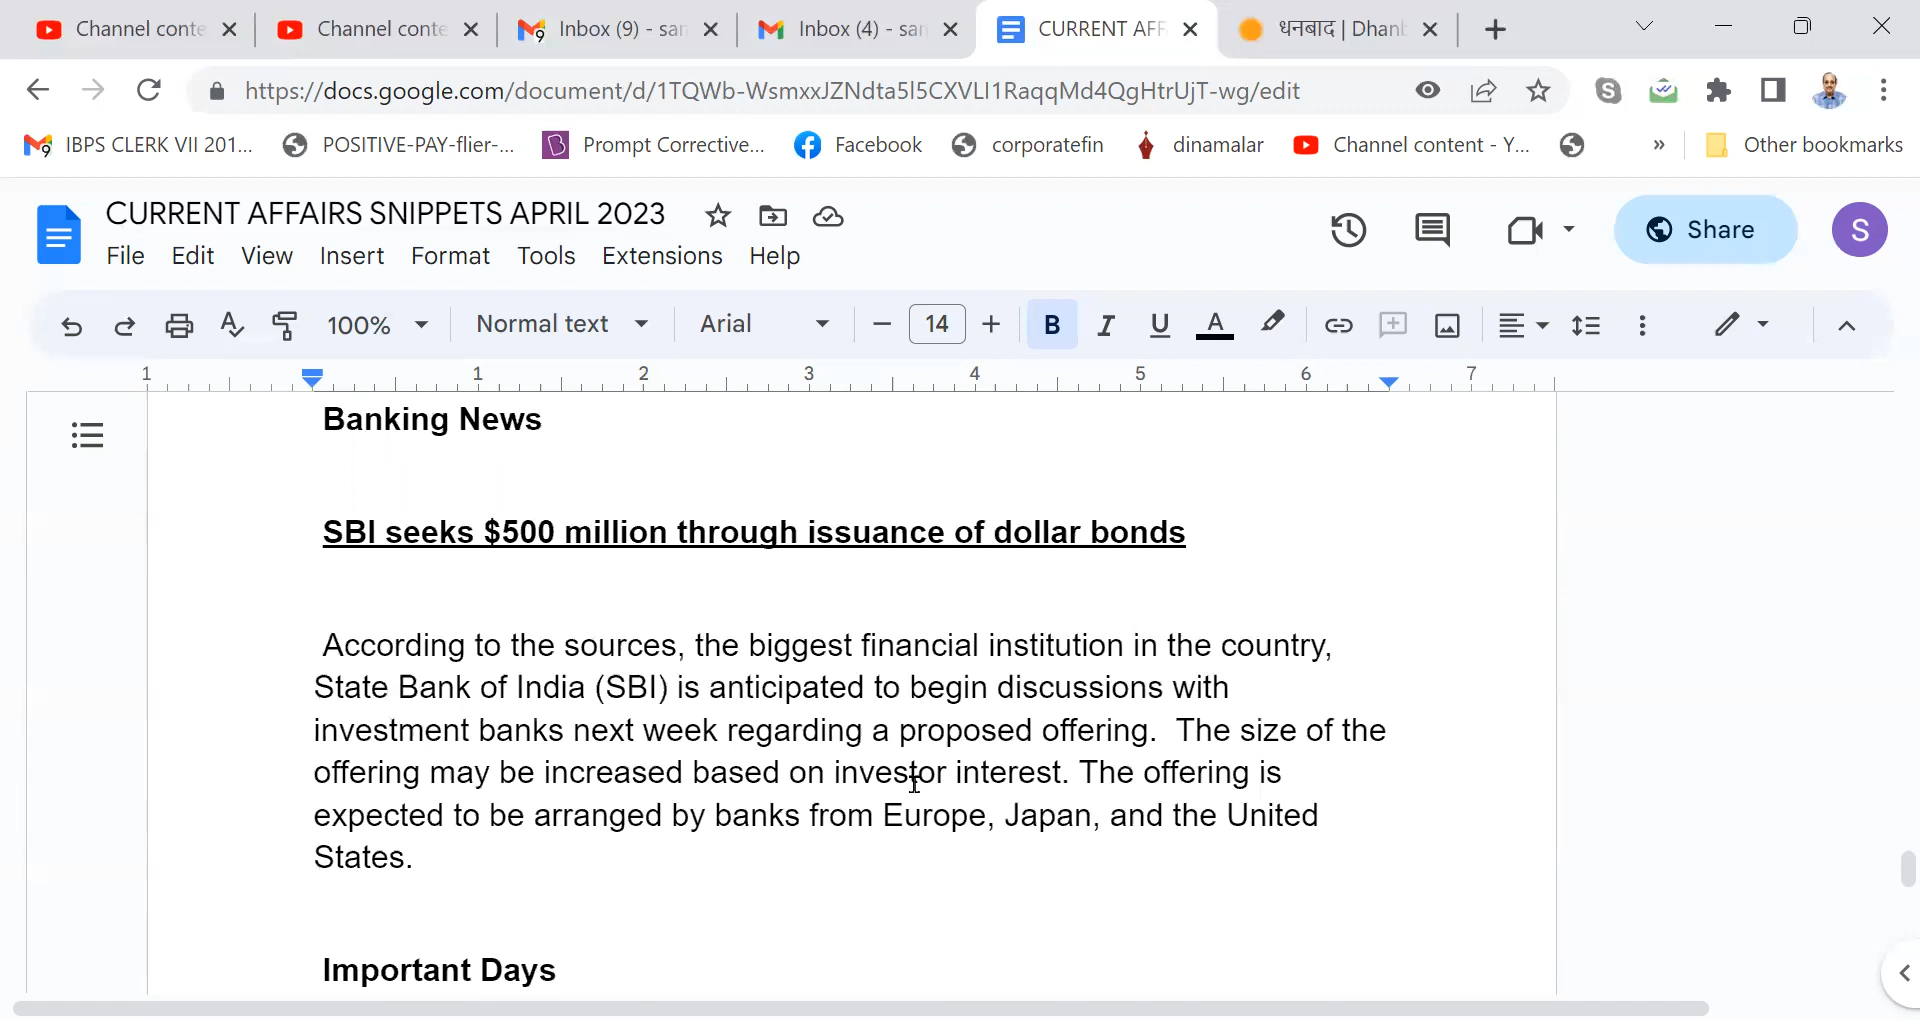 Channel conte
Channel conte
Inbox (9) - sar
Inbox (4) - sar
CURRENT AFF
धनबाद | Dhanb
https://docs.google.com/document/d/1TQWb-WsmxxJZNdta5l5CXVLI1RaqqMd4QgHtrUjT-wg/edit
IBPS CLERK VII 201...
POSITIVE-PAY-flier-...
Prompt Corrective...
Facebook
corporatefin
dinamalar
Channel content - Y...
Other bookmarks
CURRENT AFFAIRS SNIPPETS APRIL 2023
Share
S
File Edit View Insert Format Tools Extensions Help
100% Normal text Arial 14 B I U A
1 1 2 3 4 5 6 7
Banking News
SBI seeks $500 million through issuance of dollar bonds
According to the sources, the biggest financial institution in the country,
State Bank of India (SBI) is anticipated to begin discussions with
investment banks next week regarding a proposed offering.  The size of the
offering may be increased based on investor interest. The offering is
expected to be arranged by banks from Europe, Japan, and the United
States.
Important Days